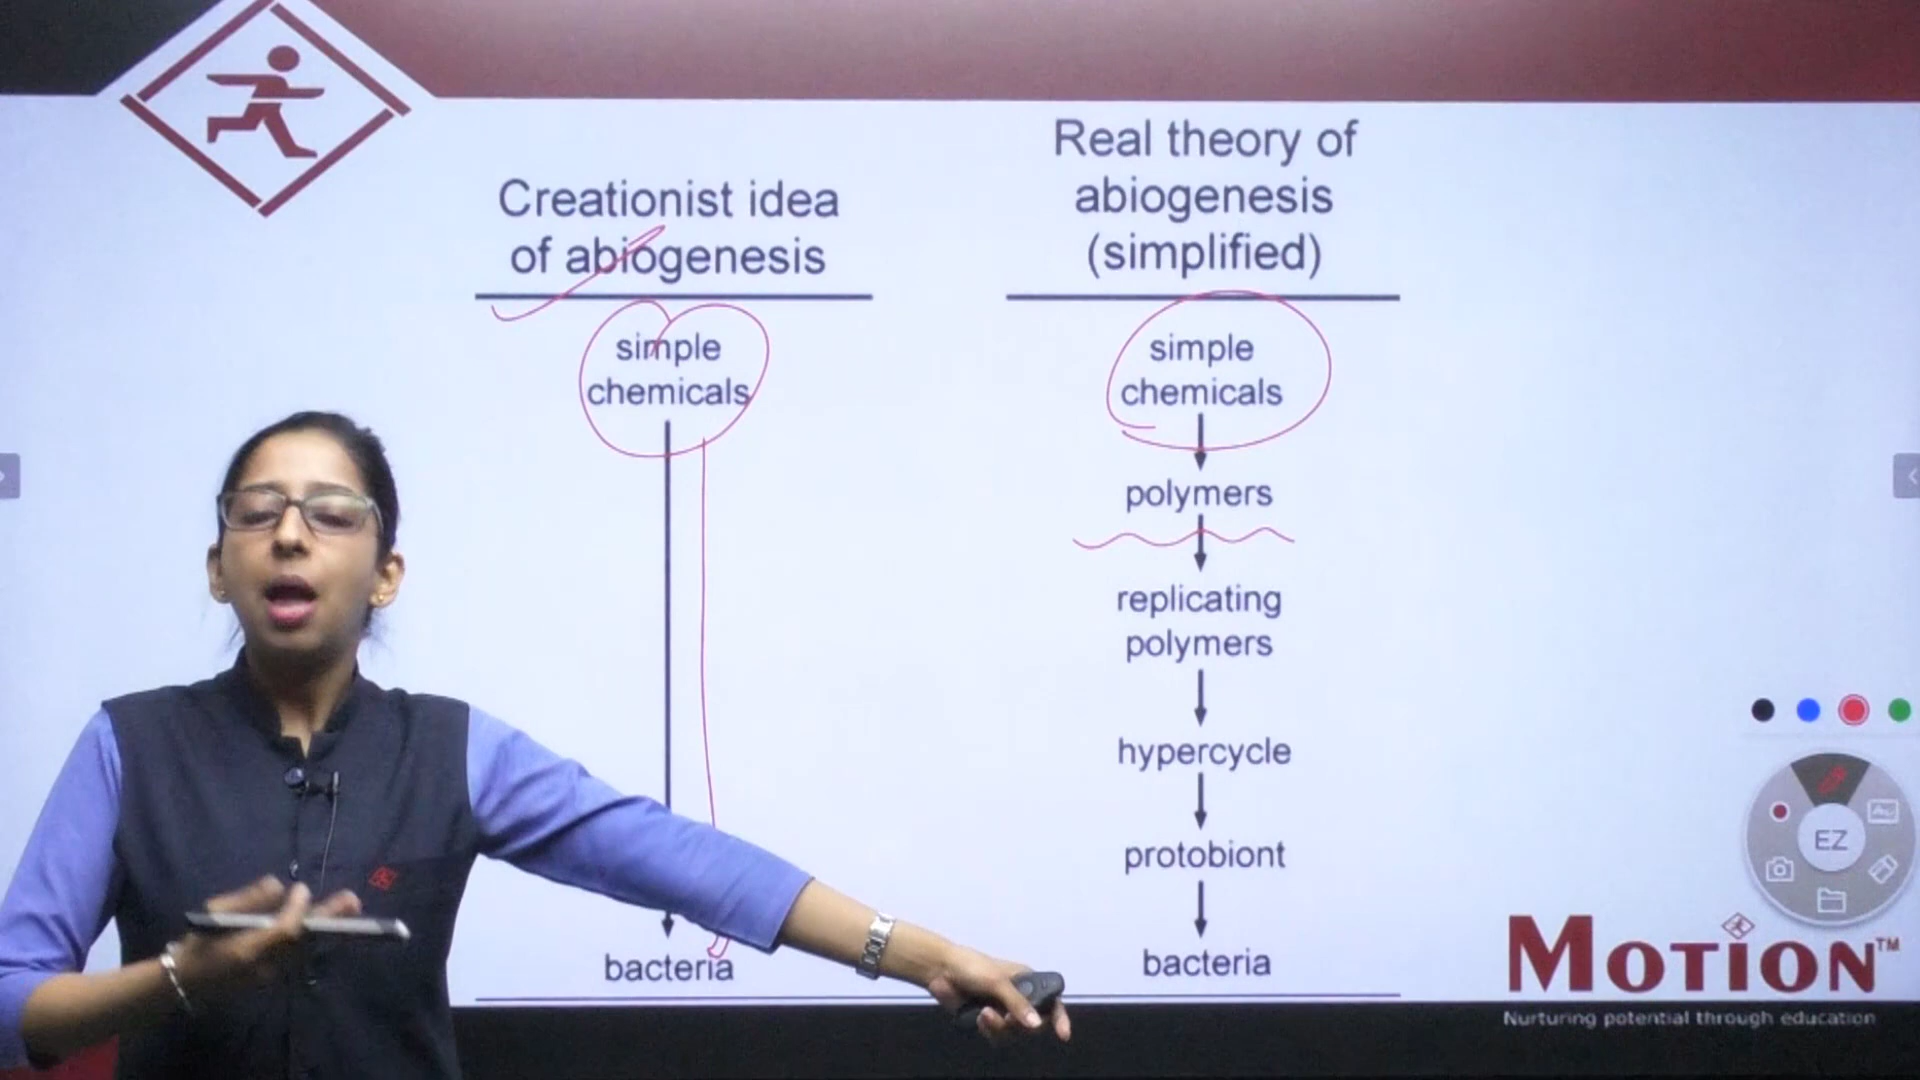 Creationist idea
of abiogenesis
simple
chemicals
bacteria
Real theory of
abiogenesis
(simplified)
simple
chemicals
polymers
replicating
polymers
hypercycle
protobiont
bacteria
EZ
MOTION™
Nurturing potential through education